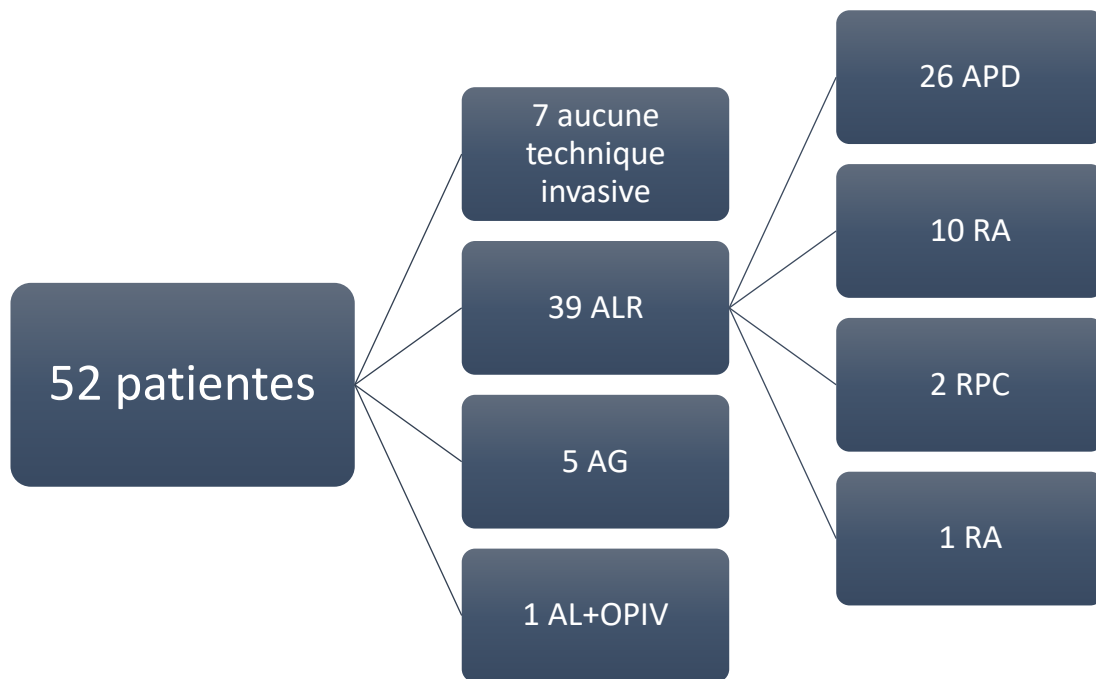 52 patientes
7 aucune
technique
invasive
39 ALR
5 AG
1 AL+OPIV
26 APD
10 RA
2 RPC
1 RA